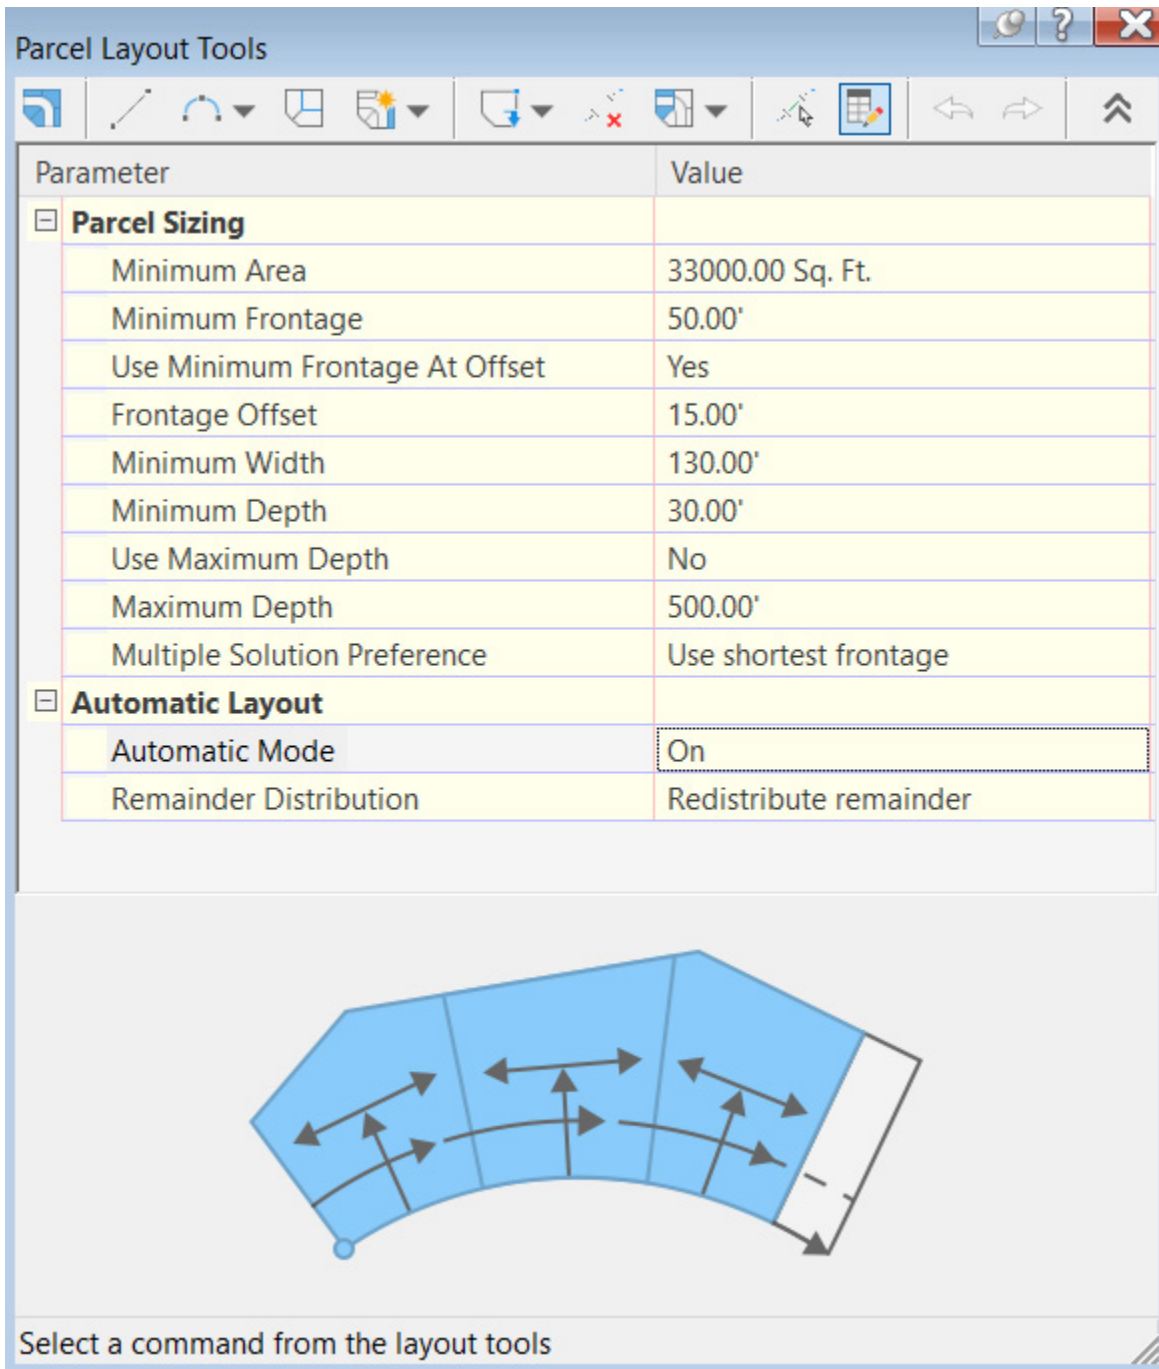 Parcel Layout Tools
Parameter Value
Parcel Sizing
Minimum Area 33000.00 Sq. Ft.
Minimum Frontage 50.00'
Use Minimum Frontage At Offset Yes
Frontage Offset 15.00'
Minimum Width 130.00'
Minimum Depth 30.00'
Use Maximum Depth No
Maximum Depth 500.00'
Multiple Solution Preference Use shortest frontage
Automatic Layout
Automatic Mode On
Remainder Distribution Redistribute remainder
Select a command from the layout tools